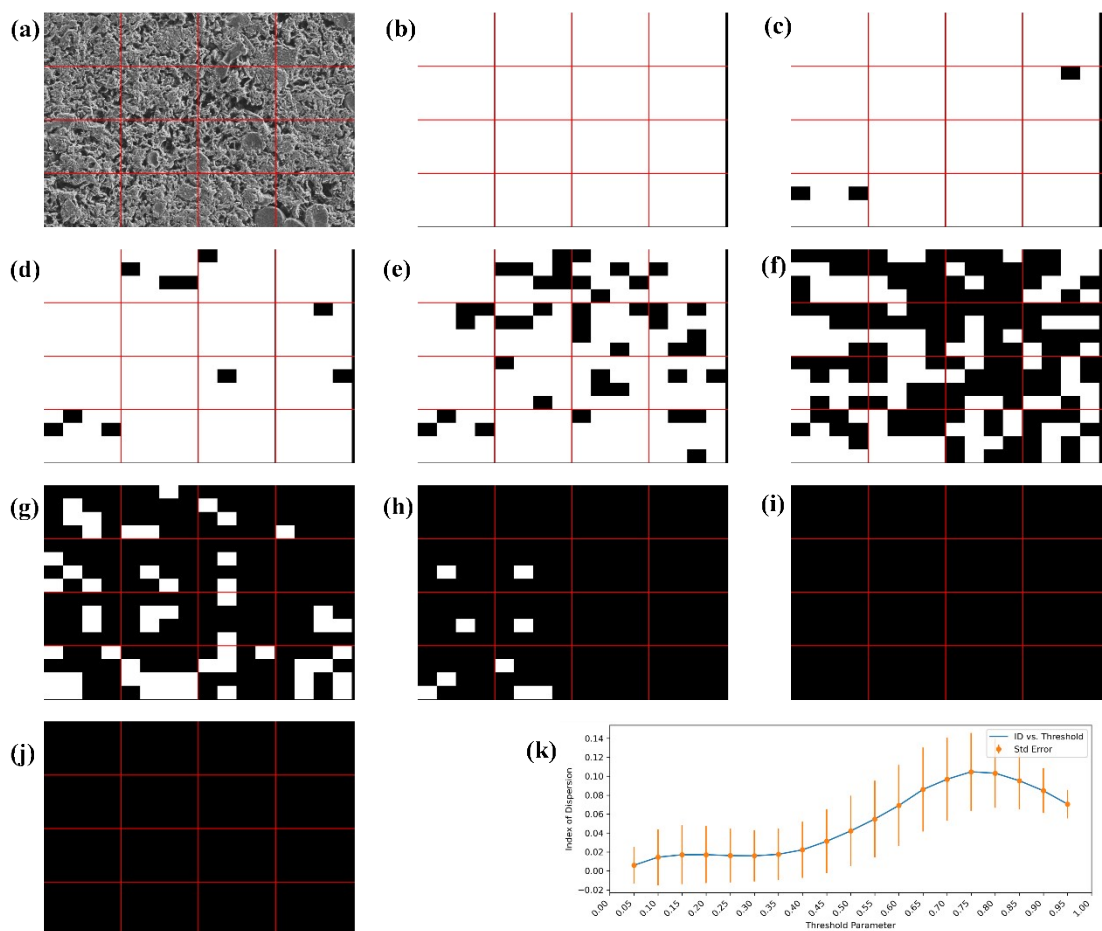 (a)
(b)
(c)
(d)
(e)
(f)
(g)
(h)
(i)
(j)
(k)
ID vs. Threshold
Std Error
Index of Dispersion
0.14
0.12
0.10
0.08
0.06
0.04
0.02
0.00
−0.02
0.00
0.05
0.10
0.15
0.20
0.25
0.30
0.35
0.40
0.45
0.50
0.55
0.60
0.65
0.70
0.75
0.80
0.85
0.90
0.95
1.00
Threshold Parameter